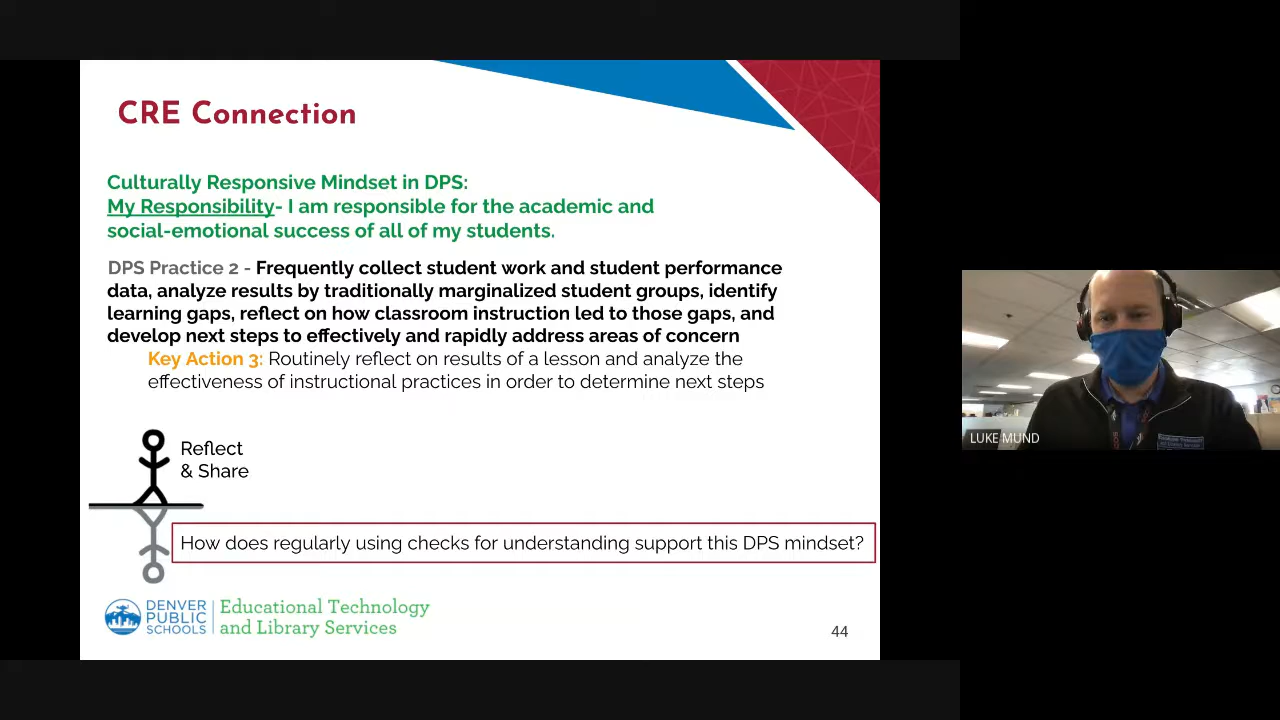 CRE Connection
Culturally Responsive Mindset in DPS:
My Responsibility- I am responsible for the academic and
social-emotional success of all of my students.
DPS Practice 2 - Frequently collect student work and student performance
data, analyze results by traditionally marginalized student groups, identify
learning gaps, reflect on how classroom instruction led to those gaps, and
develop next steps to effectively and rapidly address areas of concern
Key Action 3: Routinely reflect on results of a lesson and analyze the
effectiveness of instructional practices in order to determine next steps
Reflect
& Share
How does regularly using checks for understanding support this DPS mindset?
DENVER
PUBLIC
SCHOOLS
Educational Technology
and Library Services
44
LUKE MUND